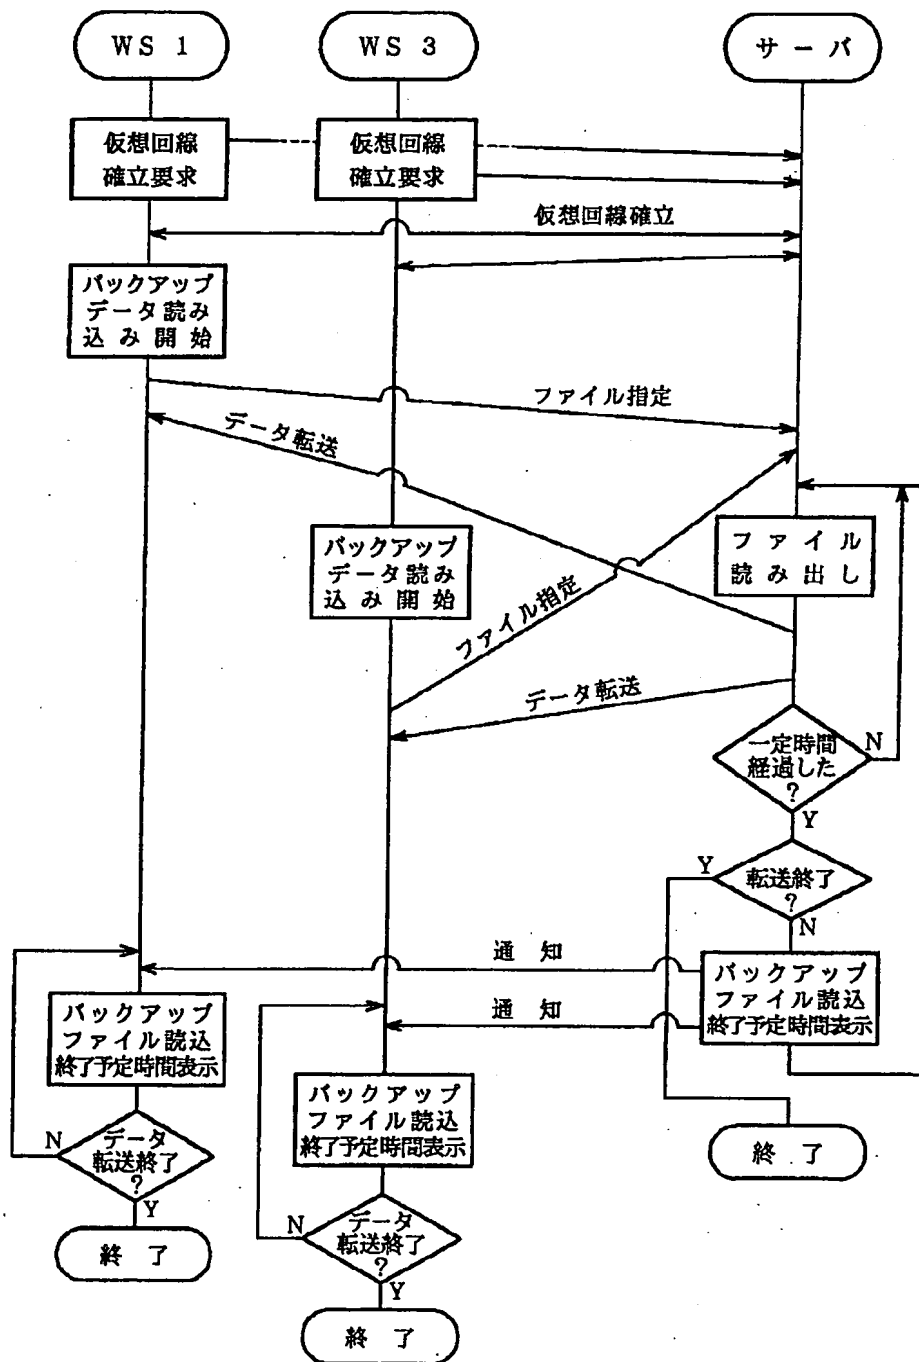 WS 1
WS 3
サーバ
仮想回線
確立要求
仮想回線
確立要求
仮想回線確立
バックアップ
データ読み
込み開始
ファイル指定
データ転送
バックアップ
データ読み
込み開始
ファイル
読み出し
ファイル指定
データ転送
一定時間
経過した
?
N
Y
転送終了
?
Y
N
通知
バックアップ
ファイル読込
終了予定時間表示
通知
バックアップ
ファイル読込
終了予定時間表示
バックアップ
ファイル読込
終了予定時間表示
データ
転送終了
?
N
Y
終了
終了
データ
転送終了
?
N
Y
終了